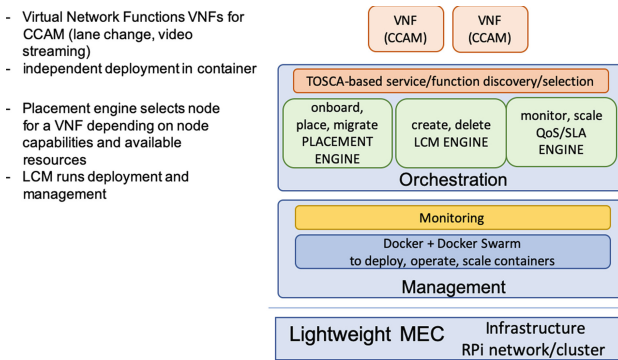 - Virtual Network Functions VNFs for
CCAM (lane change, video
streaming)
- independent deployment in container
- Placement engine selects node
for a VNF depending on node
capabilities and available
resources
- LCM runs deployment and
management
VNF
(CCAM)
VNF
(CCAM)
TOSCA-based service/function discovery/selection
onboard,
place, migrate
PLACEMENT
ENGINE
create, delete
LCM ENGINE
monitor, scale
QoS/SLA
ENGINE
Orchestration
Monitoring
Docker + Docker Swarm
to deploy, operate, scale containers
Management
Lightweight MEC
Infrastructure
RPi network/cluster